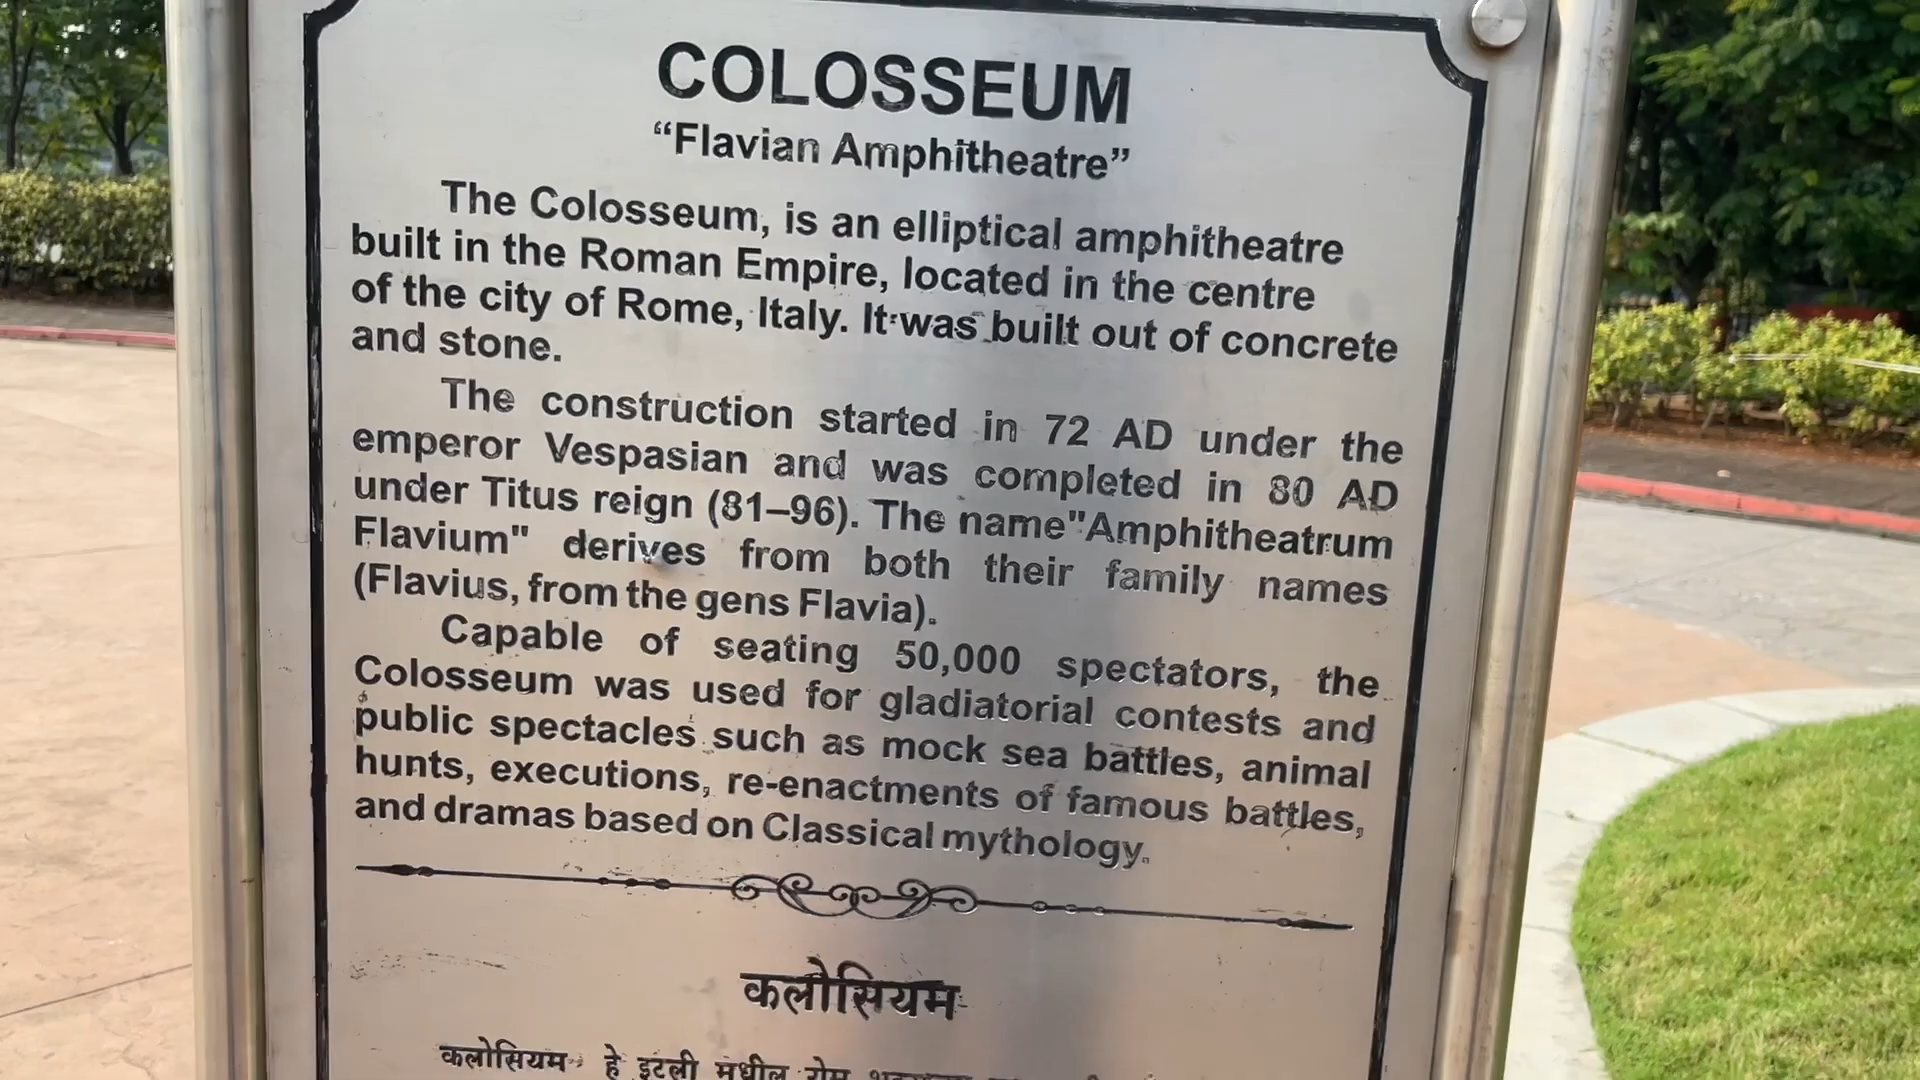 COLOSSEUM
“Flavian Amphitheatre”
The Colosseum, is an elliptical amphitheatre
built in the Roman Empire, located in the centre
of the city of Rome, Italy. It was built out of concrete
and stone.
The construction started in 72 AD under the
emperor Vespasian and was completed in 80 AD
under Titus reign (81–96). The name"Amphitheatrum
Flavium" derives from both their family names
(Flavius, from the gens Flavia).
Capable of seating 50,000 spectators, the
Colosseum was used for gladiatorial contests and
public spectacles such as mock sea battles, animal
hunts, executions, re-enactments of famous battles,
and dramas based on Classical mythology.
कलोसियम
कलोसियम हे इटली मधील रोम